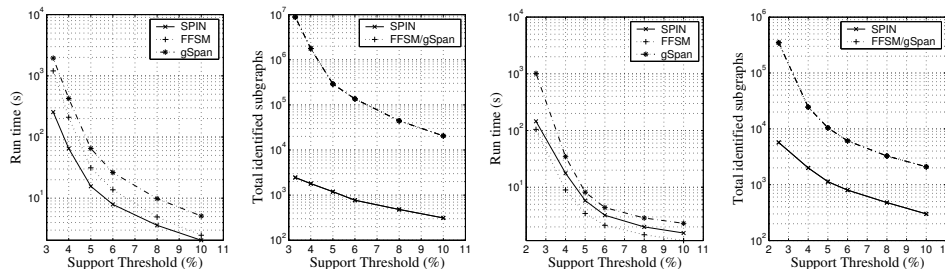 Run time (s)
10^4
10^3
10^2
10^1
SPIN
FFSM
gSpan
3 4 5 6 7 8 9 10 11
Support Threshold (%)
Total identified subgraphs
10^7
10^6
10^5
10^4
10^3
10^2
SPIN
FFSM/gSpan
3 4 5 6 7 8 9 10 11
Support Threshold (%)
Run time (s)
10^4
10^3
10^2
10^1
SPIN
FFSM
gSpan
2 3 4 5 6 7 8 9 10 11
Support Threshold (%)
Total identified subgraphs
10^6
10^5
10^4
10^3
10^2
SPIN
FFSM/gSpan
2 3 4 5 6 7 8 9 10 11
Support Threshold (%)